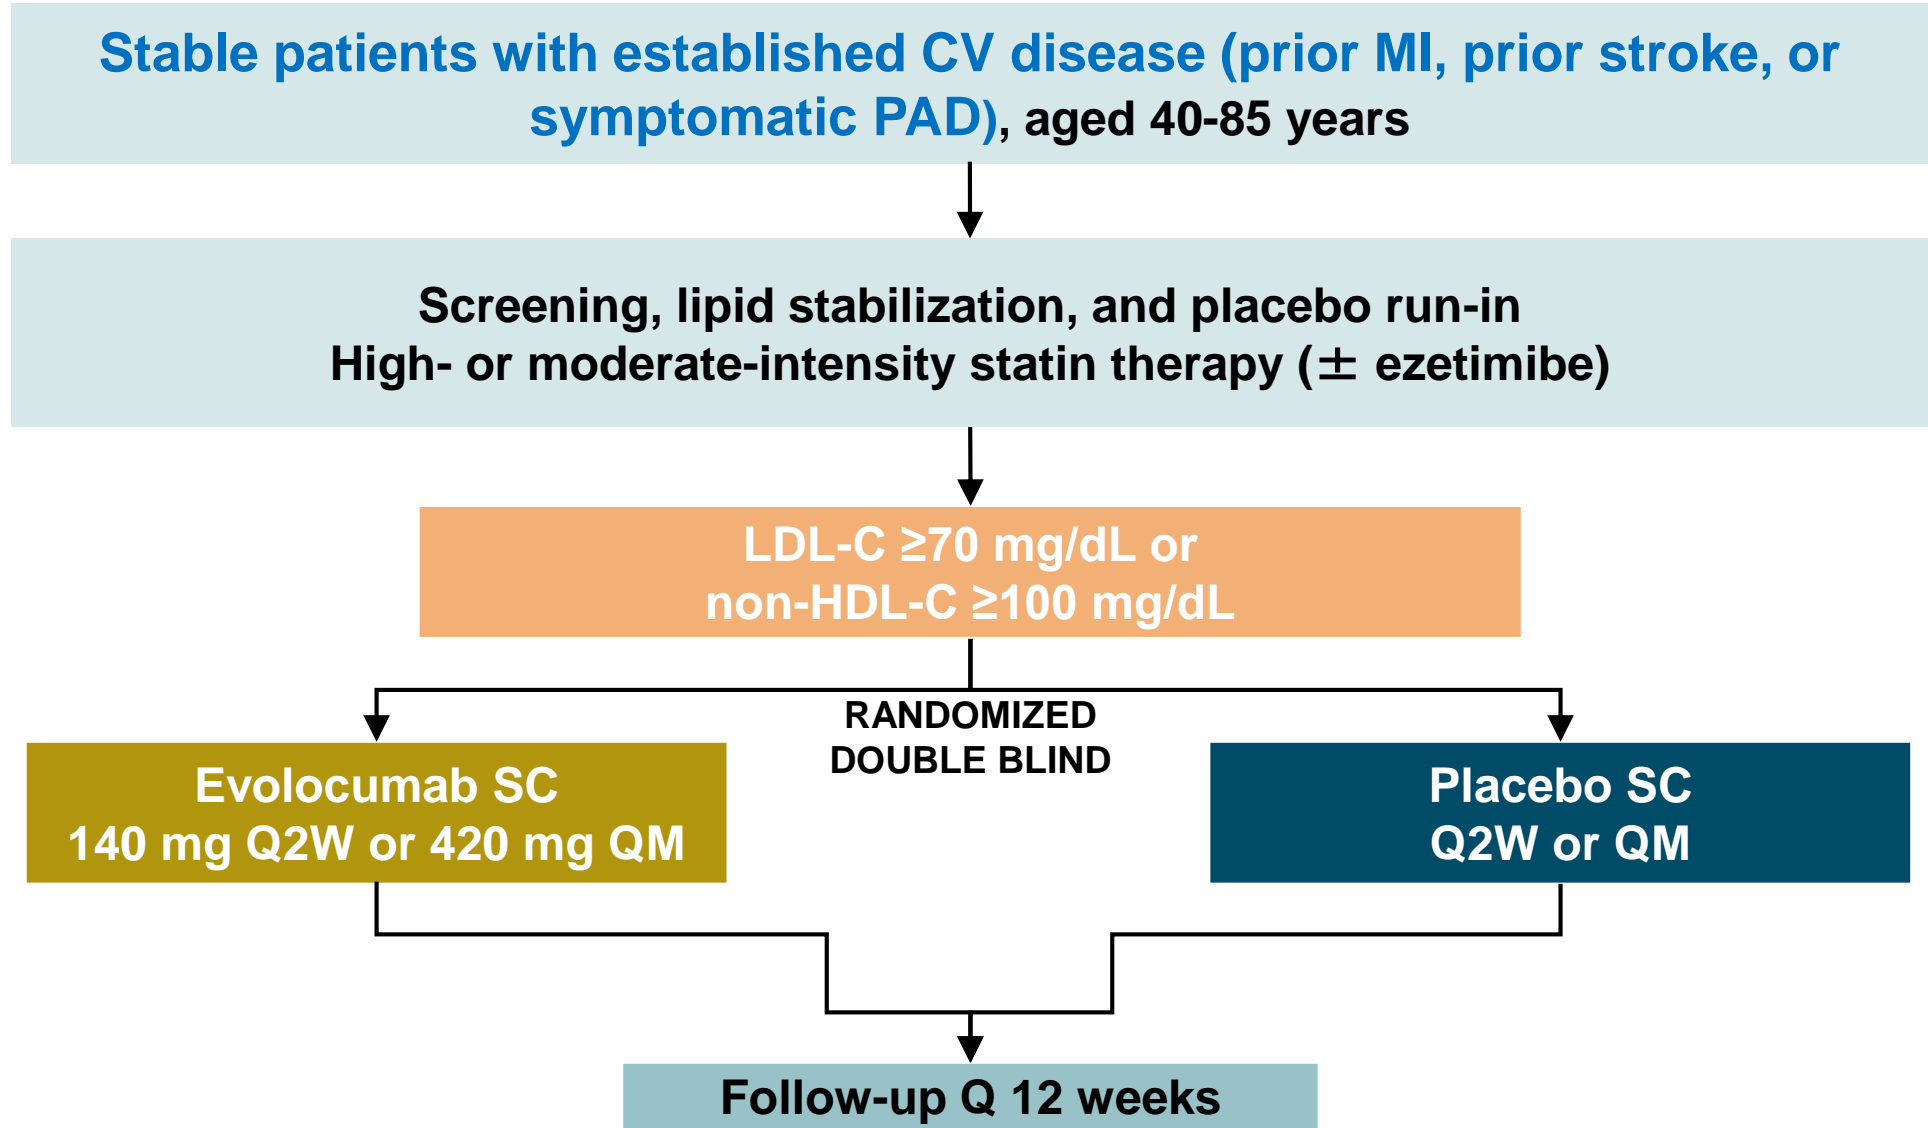 Stable patients with established CV disease (prior MI, prior stroke, or
symptomatic PAD), aged 40-85 years
Screening, lipid stabilization, and placebo run-in
High- or moderate-intensity statin therapy (± ezetimibe)
LDL-C ≥70 mg/dL or
non-HDL-C ≥100 mg/dL
RANDOMIZED
DOUBLE BLIND
Evolocumab SC
140 mg Q2W or 420 mg QM
Placebo SC
Q2W or QM
Follow-up Q 12 weeks